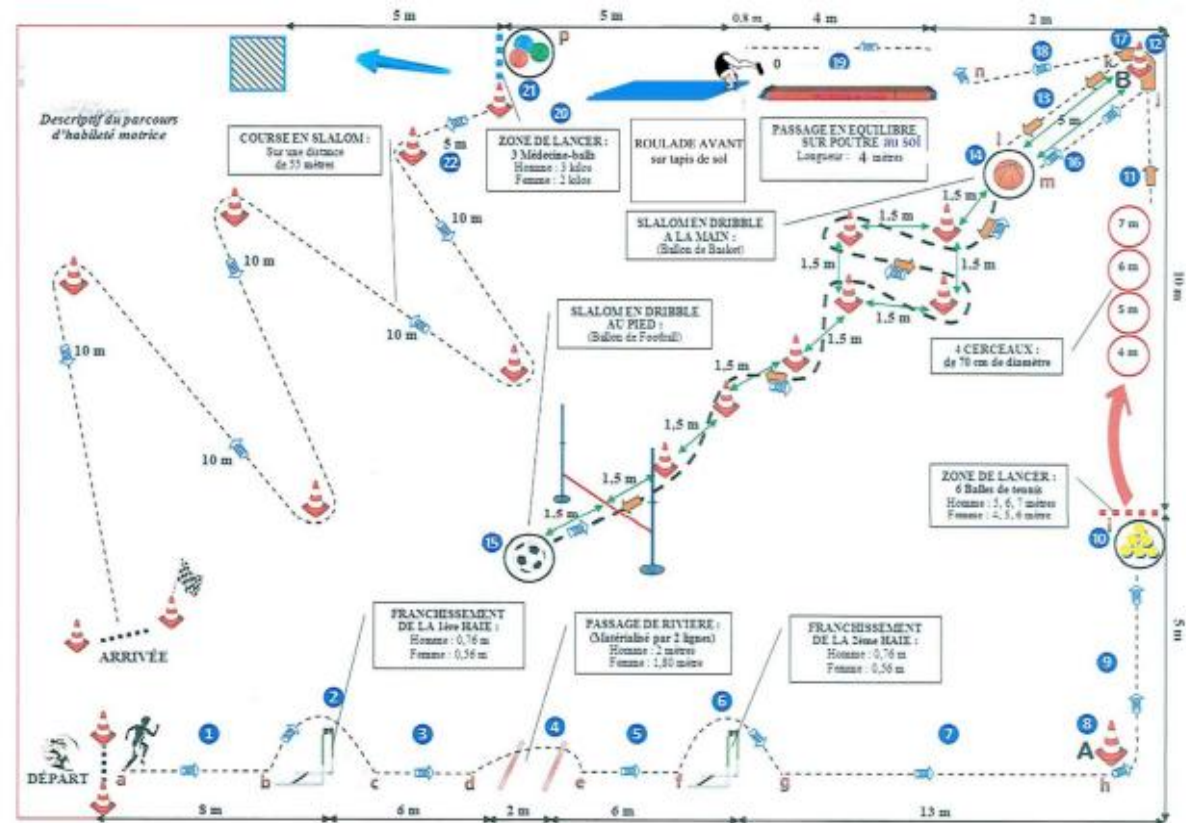 5 m
5 m
0,8 m
4 m
2 m
Descriptif du parcours
d'habileté motrice
COURSE EN SLALOM :
Sur une distance
de 55 mètres
p
21
20
ZONE DE LANCER :
3 Médecine-balls
Homme : 3 kilos
Femme : 2 kilos
5 m
22
ROULADE AVANT
sur tapis de sol
o
19
PASSAGE EN EQUILIBRE
SUR POUTRE au sol
Longueur : 4 mètres
n
18
17
12
k
B
j
13
5 m
14
l
m
16
11
SLALOM EN DRIBBLE
A LA MAIN :
(Ballon de Basket)
1.5 m
1.5 m
1.5 m
1.5 m
1.5 m
1.5 m
1.5 m
1,5 m
1.5 m
1.5 m
10 m
10 m
10 m
10 m
10 m
SLALOM EN DRIBBLE
AU PIED :
(Ballon de Football)
15
7 m
6 m
5 m
4 m
10 m
4 CERCEAUX :
de 70 cm de diamètre
ZONE DE LANCER :
6 Balles de tennis
Homme : 5, 6, 7 mètres
Femme : 4, 5, 6 mètre
i
10
5 m
9
ARRIVÉE
FRANCHISSEMENT
DE LA 1ère HAIE :
Homme : 0,76 m
Femme : 0,56 m
PASSAGE DE RIVIERE :
(Matérialisé par 2 lignes)
Homme : 2 mètres
Femme : 1,80 mètre
FRANCHISSEMENT
DE LA 2ème HAIE :
Homme : 0,76 m
Femme : 0,56 m
1
2
3
4
5
6
7
8
A
DÉPART
a
b
c
d
e
f
g
h
8 m
6 m
2 m
6 m
13 m